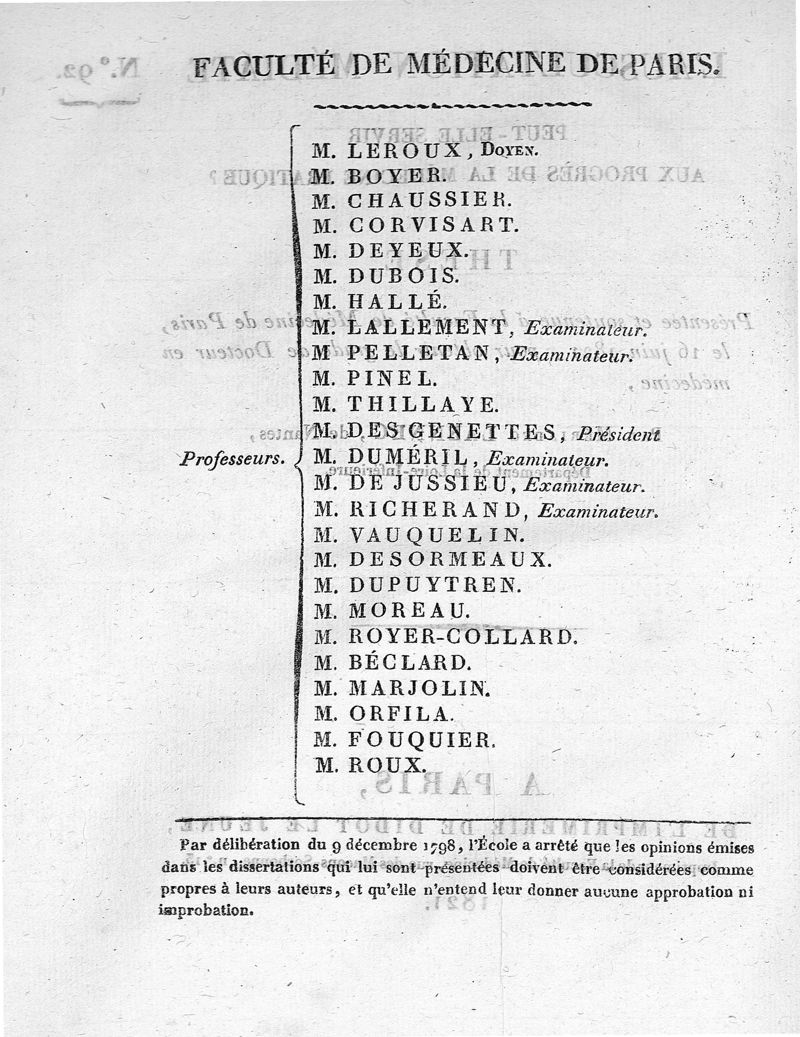 FACULTÉ DE MÉDECINE DE PARIS.
M. LEROUX, DOYEN.
M. BOYER.
M. CHAUSSIER.
M. CORVISART.
M. DEYEUX.
M. DUBOIS.
M. HALLÉ.
M. LALLEMENT, Examinateur.
M PELLETAN, Examinateur.
M. PINEL.
M. THILLAYE.
M. DES GENETTES, Président
Professeurs. M. DUMÉRIL, Examinateur.
M. DE JUSSIEU, Examinateur.
M. RICHERAND, Examinateur.
M. VAUQUELIN.
M. DESORMEAUX.
M. DUPUYTREN.
M. MOREAU.
M. ROYER-COLLARD.
M. BÉCLARD.
M. MARJOLIN.
M. ORFILA.
M. FOUQUIER.
M. ROUX.
Par délibération du 9 décembre 1798, l'École a arrêté que les opinions émises
dans les dissertations qui lui sont présentées doivent être considérées comme
propres à leurs auteurs, et qu'elle n'entend leur donner aucune approbation ni
improbation.